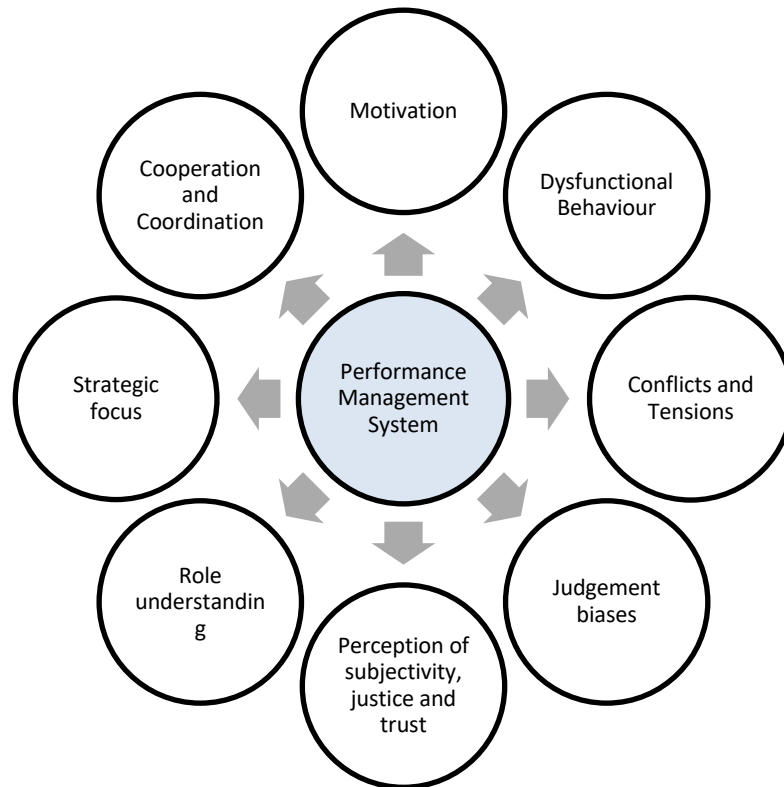 Motivation
Cooperation
and
Coordination
Dysfunctional
Behaviour
Strategic
focus
Performance
Management
System
Conflicts and
Tensions
Role
understandin
g
Judgement
biases
Perception of
subjectivity,
justice and
trust